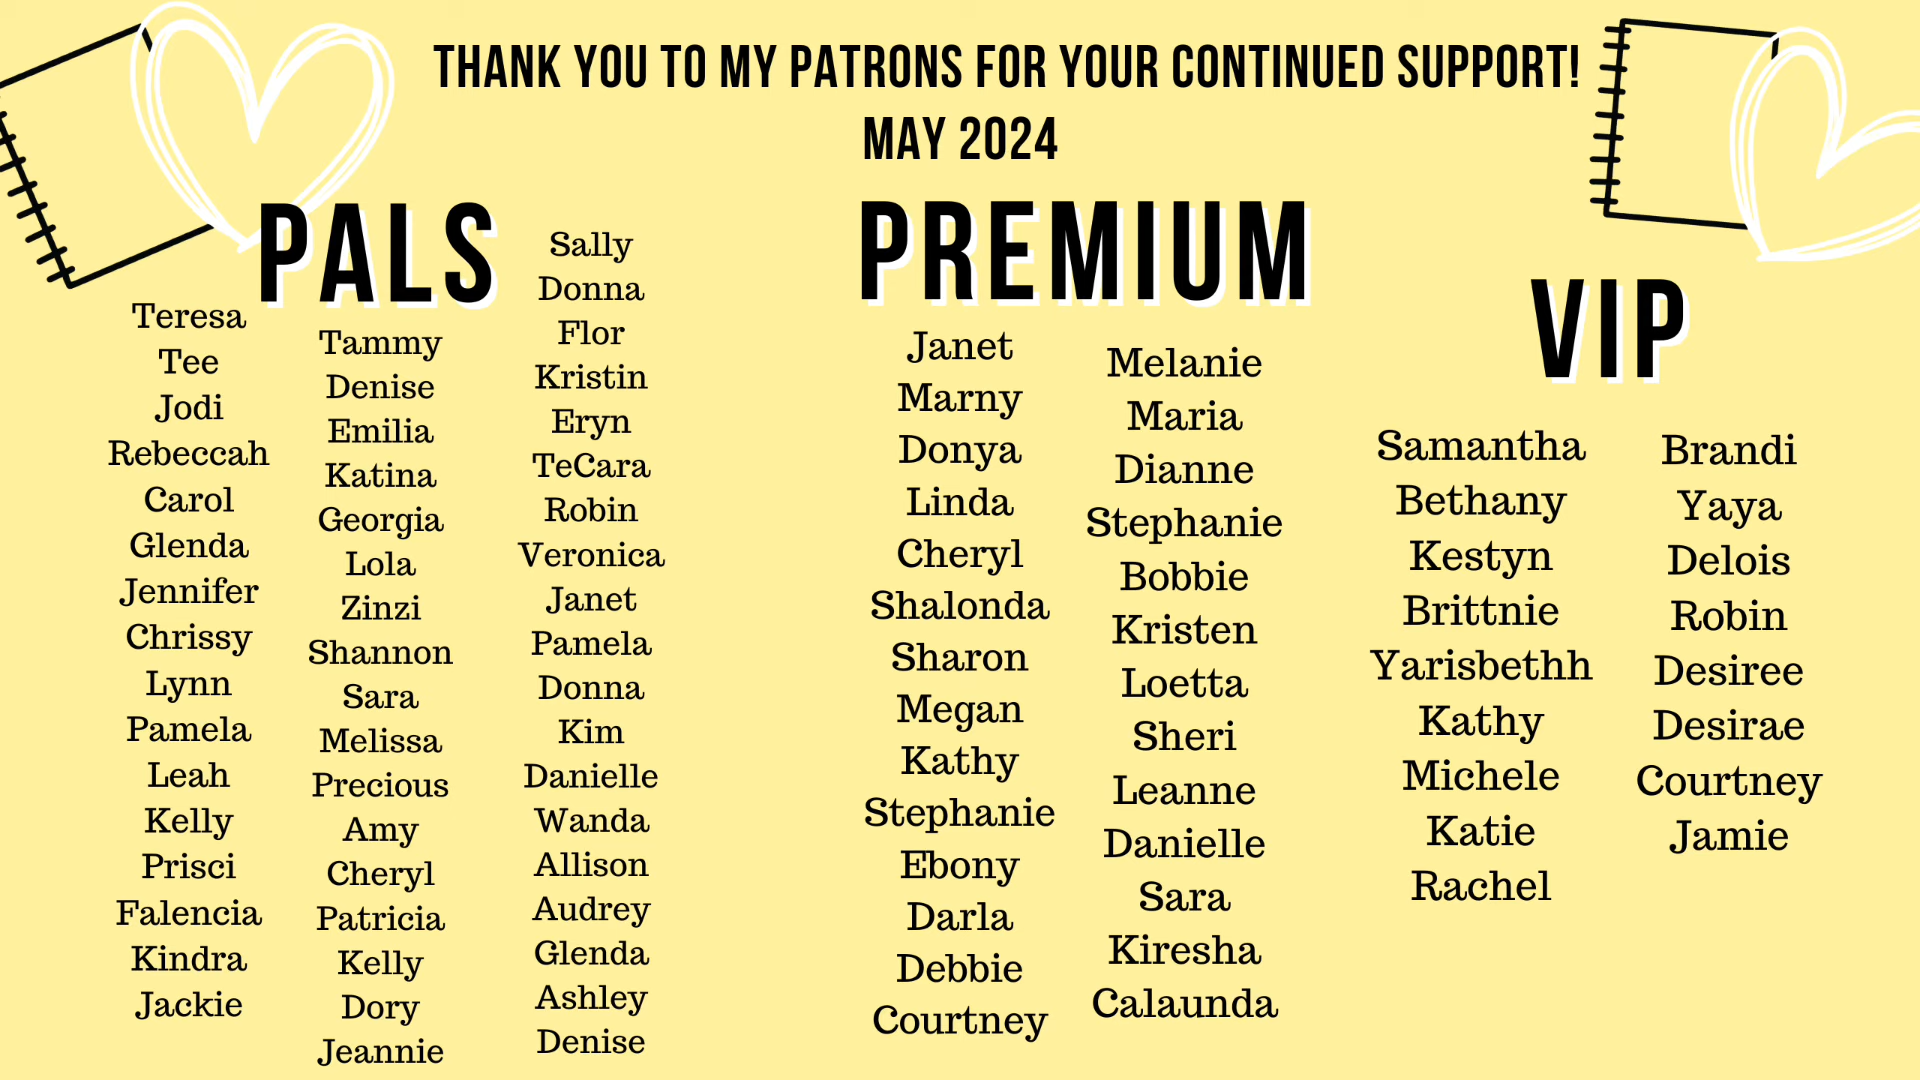 THANK YOU TO MY PATRONS FOR YOUR CONTINUED SUPPORT!
MAY 2024
PALS
Teresa
Tee
Jodi
Rebeccah
Carol
Glenda
Jennifer
Chrissy
Lynn
Pamela
Leah
Kelly
Prisci
Falencia
Kindra
Jackie
Tammy
Denise
Emilia
Katina
Georgia
Lola
Zinzi
Shannon
Sara
Melissa
Precious
Amy
Cheryl
Patricia
Kelly
Dory
Jeannie
Sally
Donna
Flor
Kristin
Eryn
TeCara
Robin
Veronica
Janet
Pamela
Donna
Kim
Danielle
Wanda
Allison
Audrey
Glenda
Ashley
Denise
PREMIUM
Janet
Marny
Donya
Linda
Cheryl
Shalonda
Sharon
Megan
Kathy
Stephanie
Ebony
Darla
Debbie
Courtney
Melanie
Maria
Dianne
Stephanie
Bobbie
Kristen
Loetta
Sheri
Leanne
Danielle
Sara
Kiresha
Calaunda
VIP
Samantha
Bethany
Kestyn
Brittnie
Yarisbethh
Kathy
Michele
Katie
Rachel
Brandi
Yaya
Delois
Robin
Desiree
Desirae
Courtney
Jamie